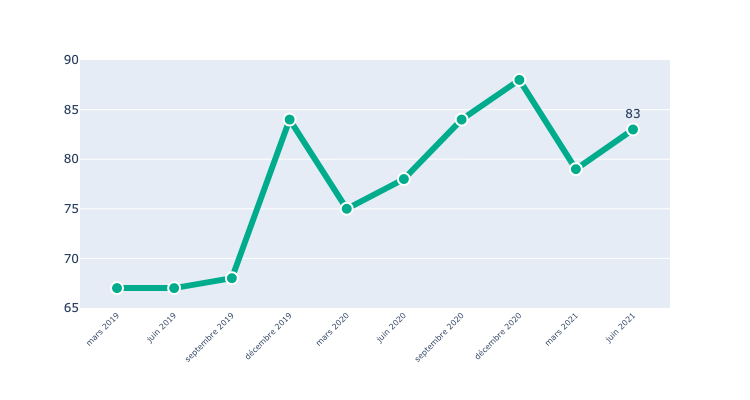 90
85
80
75
70
65
83
mars 2019
juin 2019
septembre 2019
décembre 2019
mars 2020
juin 2020
septembre 2020
décembre 2020
mars 2021
juin 2021